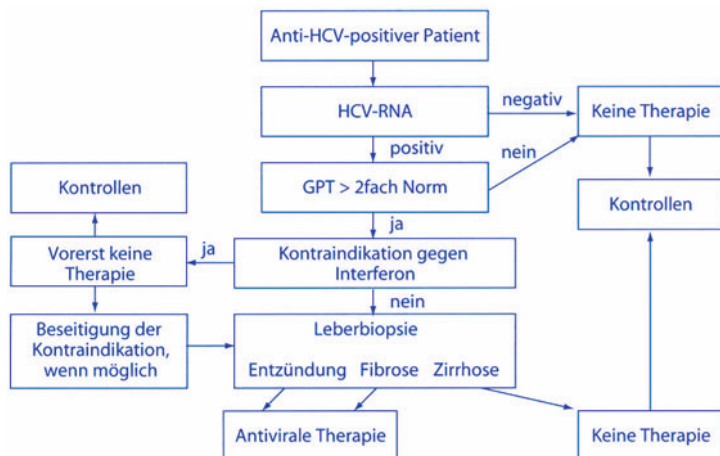 Anti-HCV-positiver Patient
HCV-RNA
negativ
Keine Therapie
positiv
nein
GPT > 2fach Norm
Kontrollen
Kontrollen
ja
Vorerst keine
Therapie
ja
Kontraindikation gegen
Interferon
nein
Beseitigung der
Kontraindikation,
wenn möglich
Leberbiopsie
Entzündung Fibrose Zirrhose
Antivirale Therapie
Keine Therapie